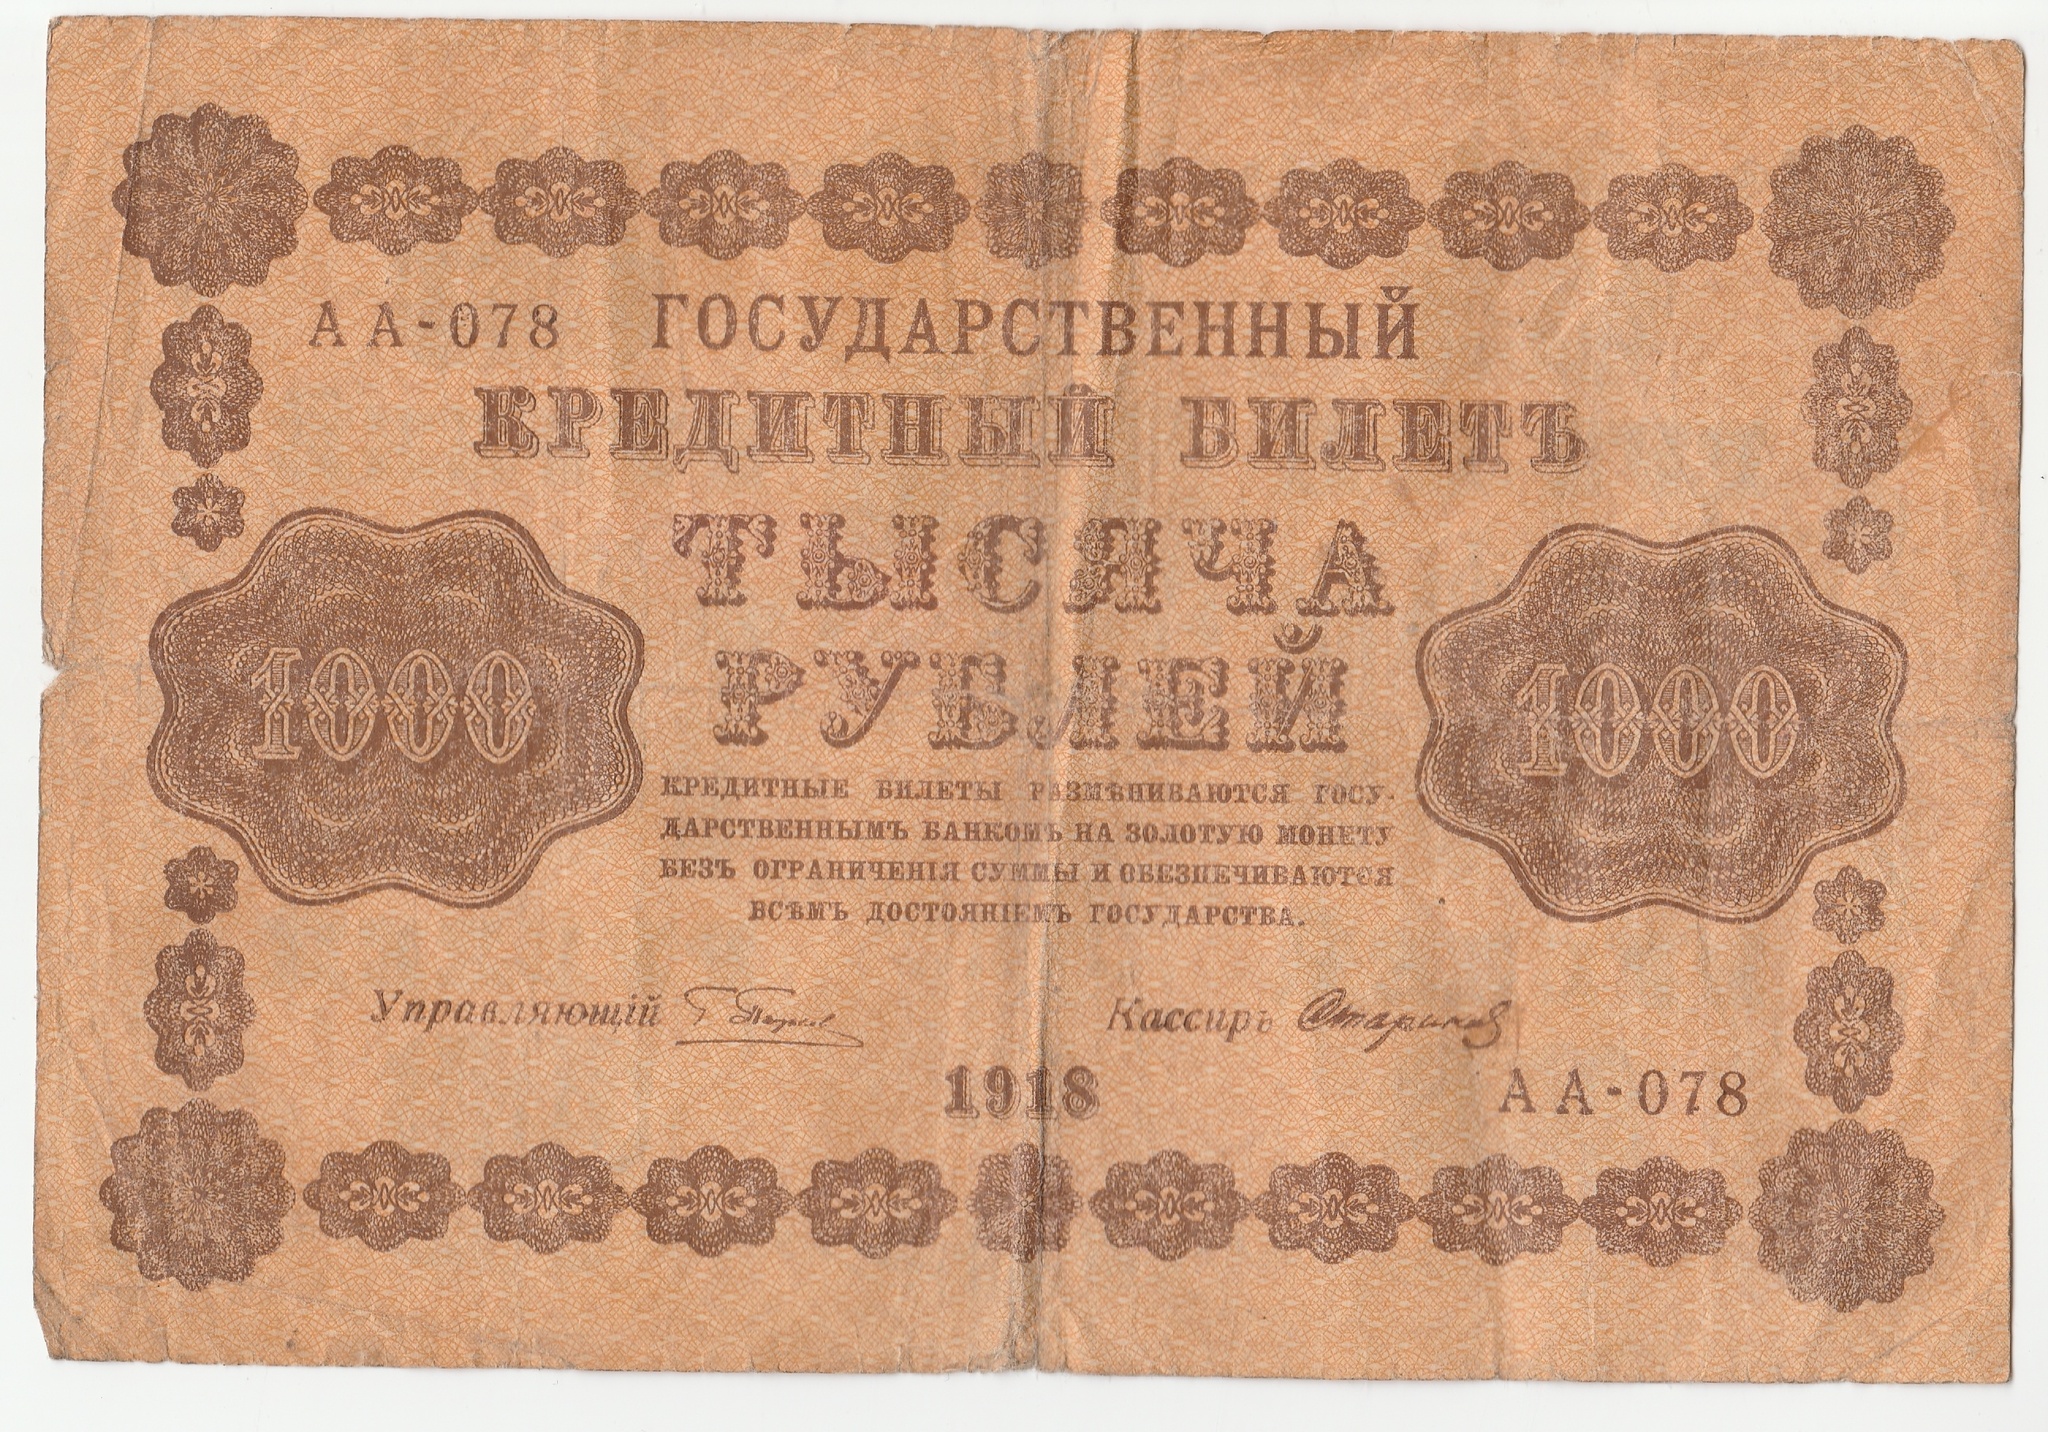 АА-078 ГОСУДАРСТВЕННЫЙ
КРЕДИТНЫЙ БИЛЕТЪ
ТЫСЯЧА
РУБЛЕЙ
1000
1000
КРЕДИТНЫЕ БИЛЕТЫ РАЗМѢНИВАЮТСЯ ГОСУ-
ДАРСТВЕННЫМЪ БАНКОМЪ НА ЗОЛОТУЮ МОНЕТУ
БЕЗЪ ОГРАНИЧЕНІЯ СУММЫ И ОБЕЗПЕЧИВАЮТСЯ
ВСѢМЪ ДОСТОЯНІЕМЪ ГОСУДАРСТВА.
Управляющій Кассиръ
1918
АА-078